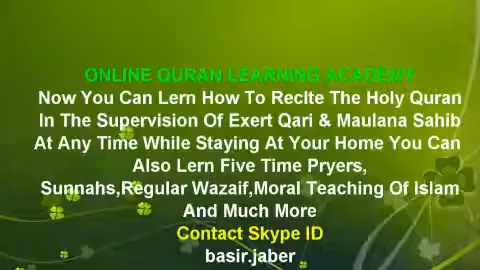 ONLINE QURAN LEARNING ACADEMY
Now You Can Lern How To RecIte The Holy Quran
In The Supervision Of Exert Qari & Maulana Sahib
At Any Time While Staying At Your Home You Can
Also Lern Five Time Pryers,
Sunnahs,Regular Wazaif,Moral Teaching Of Islam
And Much More
Contact Skype ID
basir.jaber